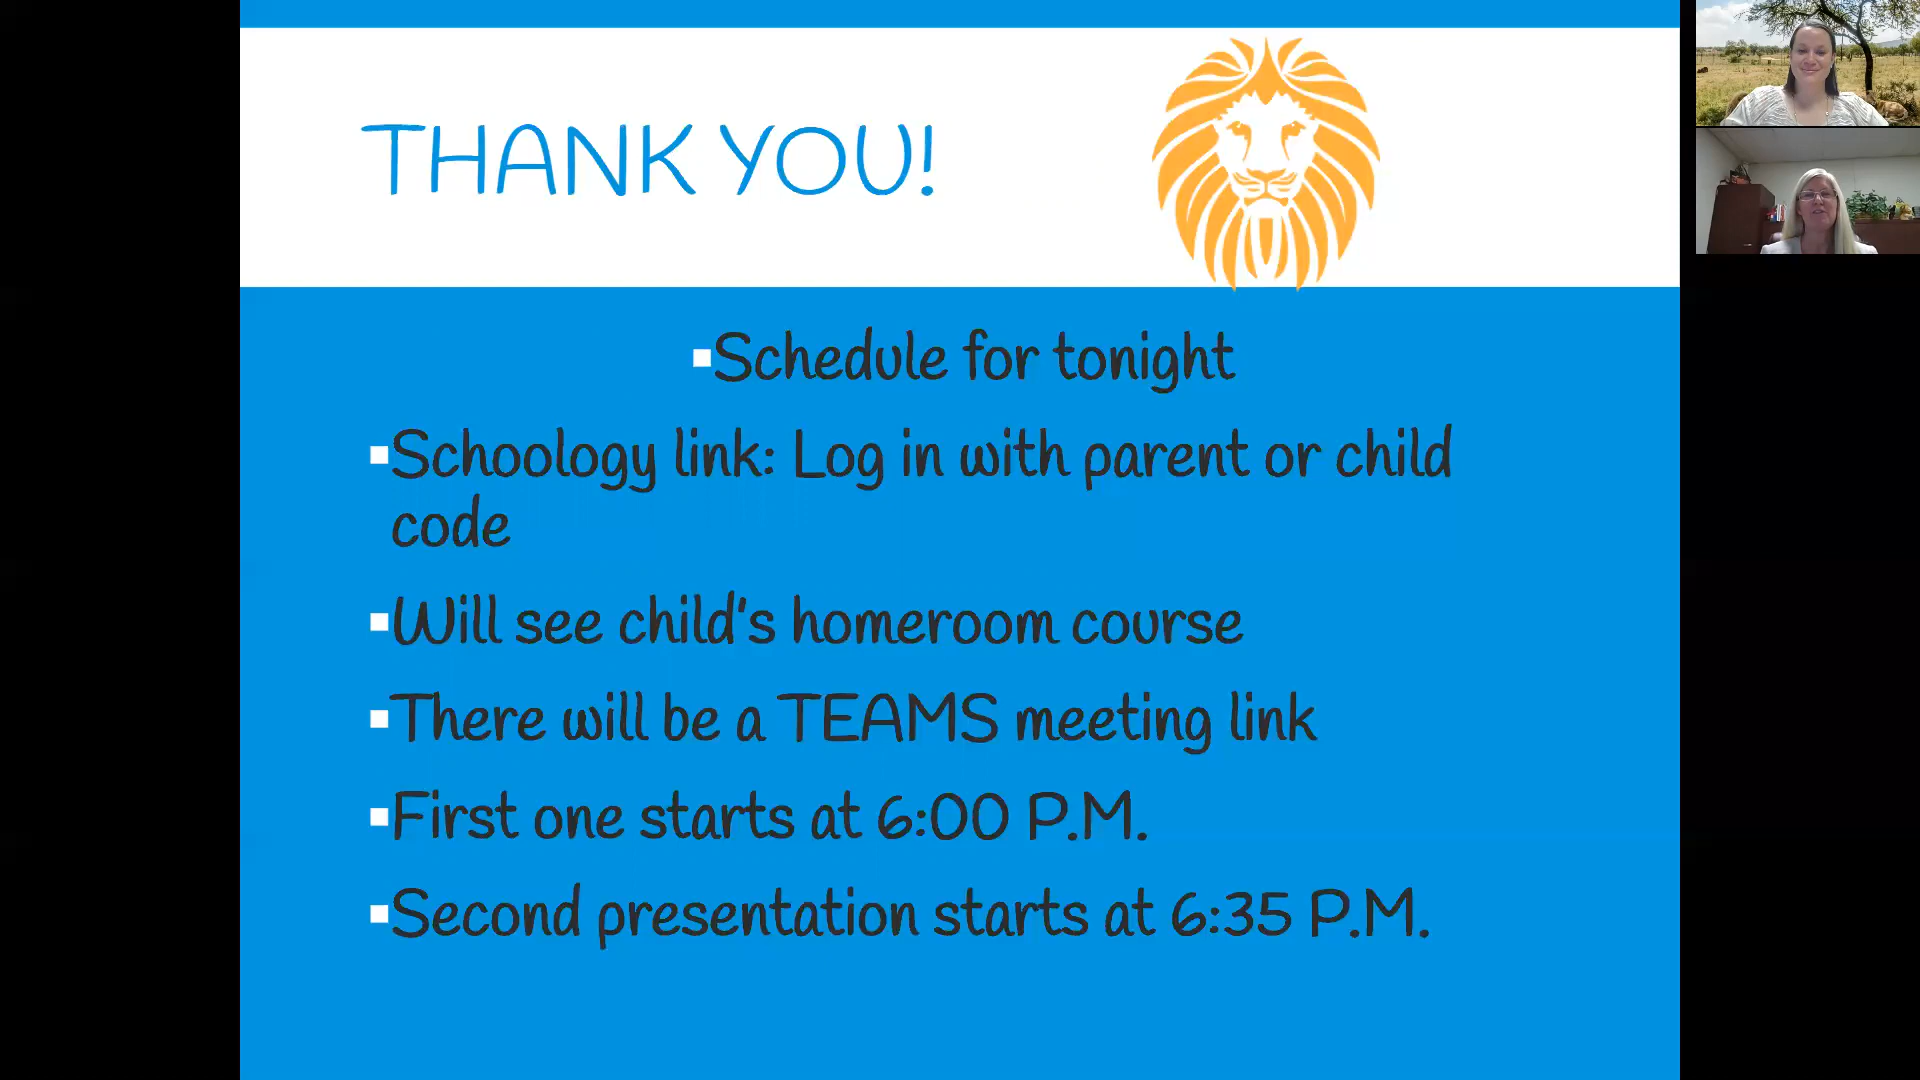 THANK YOU!
▪Schedule for tonight
▪Schoology link: Log in with parent or child
code
▪Will see child's homeroom course
▪There will be a TEAMS meeting link
▪First one starts at 6:00 P.M.
▪Second presentation starts at 6:35 P.M.